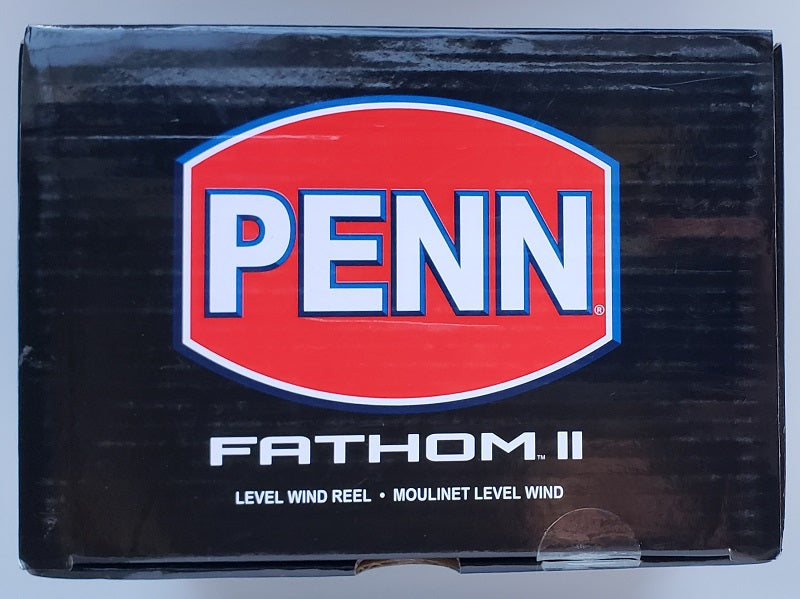 PENN®
FATHOM™ II
LEVEL WIND REEL • MOULINET LEVEL WIND